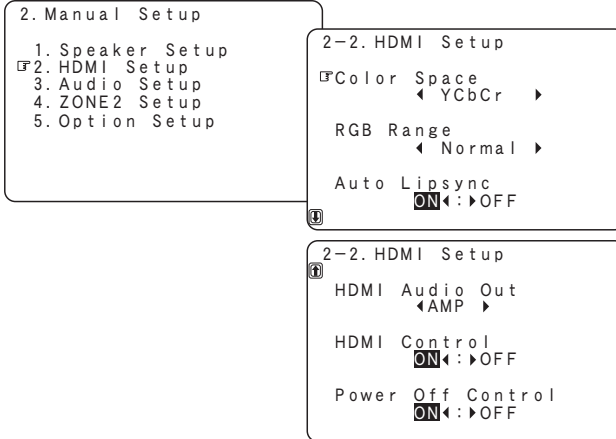 2.Manual Setup
1.Speaker Setup
☞2.HDMI Setup
3.Audio Setup
4.ZONE2 Setup
5.Option Setup
2−2.HDMI Setup
☞Color Space
◀ YCbCr ▶
RGB Range
◀ Normal ▶
Auto Lipsync
ON◀:▶OFF
2−2.HDMI Setup
HDMI Audio Out
◀AMP ▶
HDMI Control
ON◀:▶OFF
Power Off Control
ON◀:▶OFF